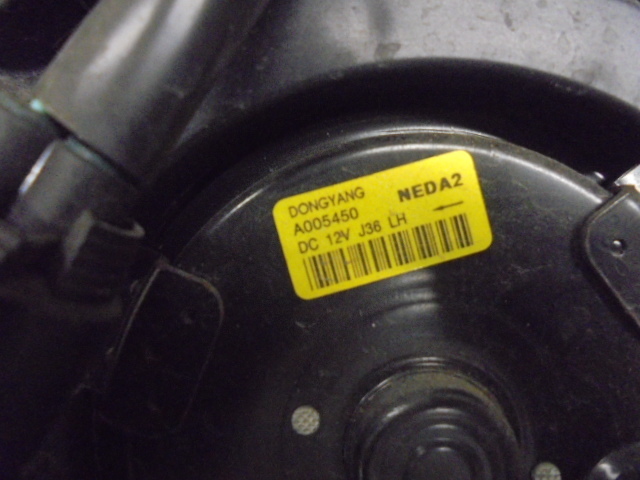 DONGYANG NEDA2
A005450
DC 12V J36 LH